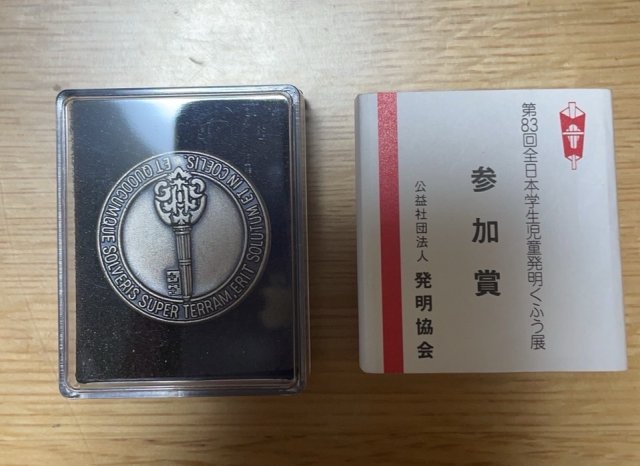 ET QUODCUMQUE SOLVERIS SUPER TERRAM, ERIT SOLUTUM ET IN COELIS
第83回全日本学生児童発明くふう展
参加賞
公益社団法人 発明協会